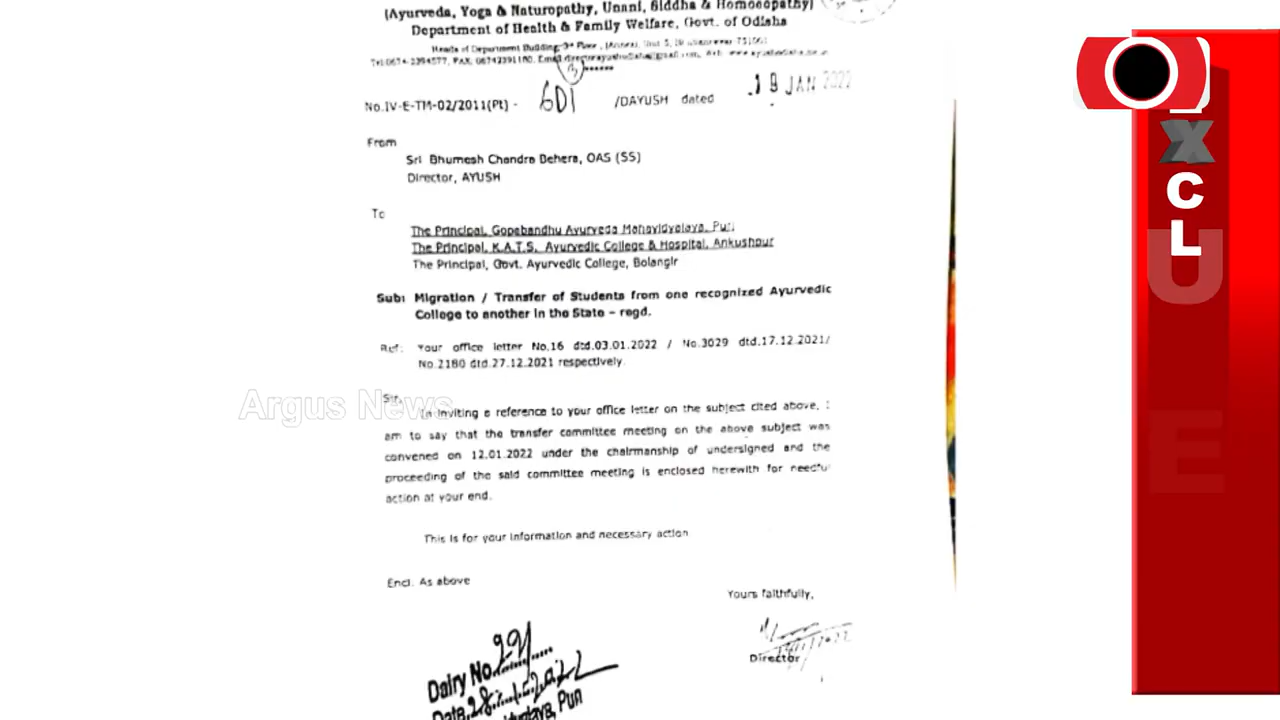 (Ayurveda, Yoga & Naturopathy, Unani, Siddha & Homoeopathy)
Department of Health & Family Welfare, Govt. of Odisha
Heads of Department Building,
No.IV-E-TM-02/2011(Pt) - 601 /DAYUSH dated 18 JAN 2022
From
Sri Bhumesh Chandra Behera, OAS (SS)
Director, AYUSH
To
The Principal, Gopabandhu Ayurveda Mahavidyalaya, Puri
The Principal, K.A.T.S. Ayurvedic College & Hospital, Ankushpur
The Principal, Govt. Ayurvedic College, Bolangir
Sub: Migration / Transfer of Students from one recognized Ayurvedic
College to another in the State – regd.
Ref: Your office letter No.16 dtd.03.01.2022 / No.3029 dtd.17.12.2021/
No.2180 dtd.27.12.2021 respectively.
Sir,
Argus News
In inviting a reference to your office letter on the subject cited above, I
am to say that the transfer committee meeting on the above subject was
convened on 12.01.2022 under the chairmanship of undersigned and the
proceeding of the said committee meeting is enclosed herewith for needful
action at your end.
This is for your information and necessary action
Encl. As above
Yours faithfully,
Director
Dairy No. 291
Date
Puri
X
C
L
U
E